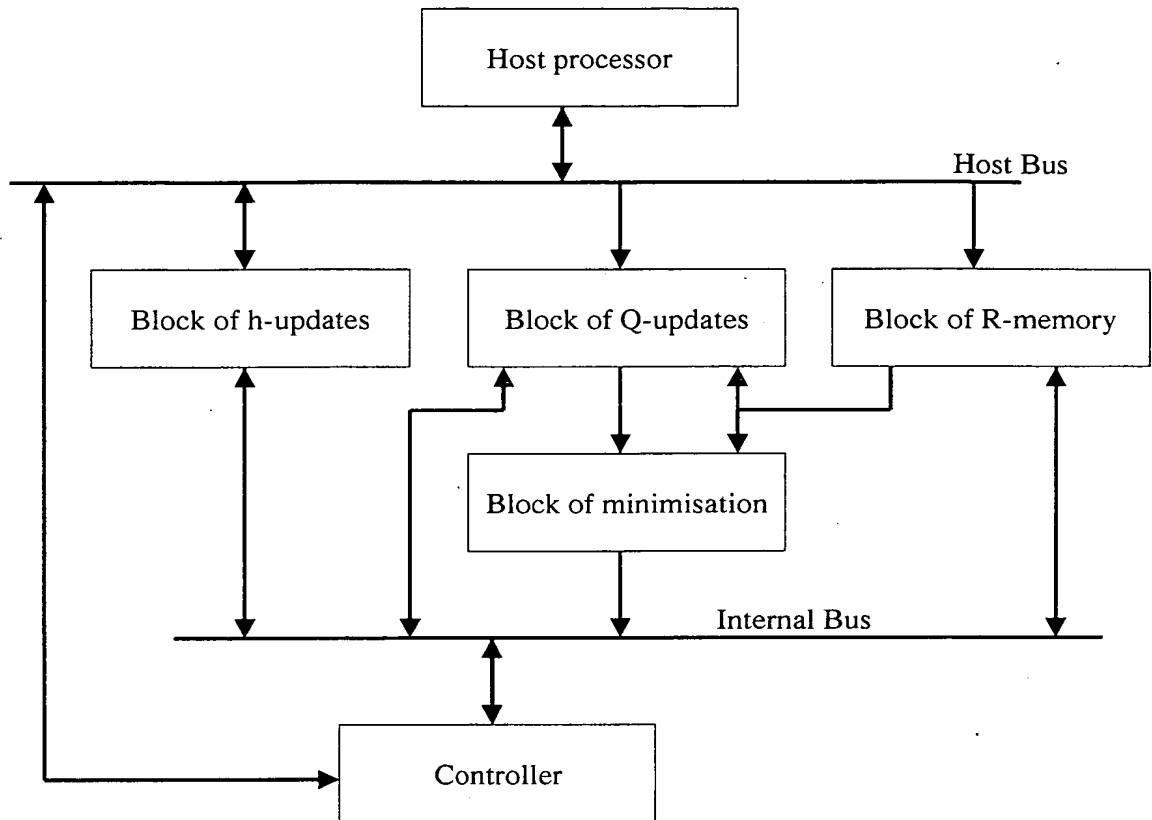 Host processor
Host Bus
Block of h-updates
Block of Q-updates
Block of R-memory
Block of minimisation
Internal Bus
Controller